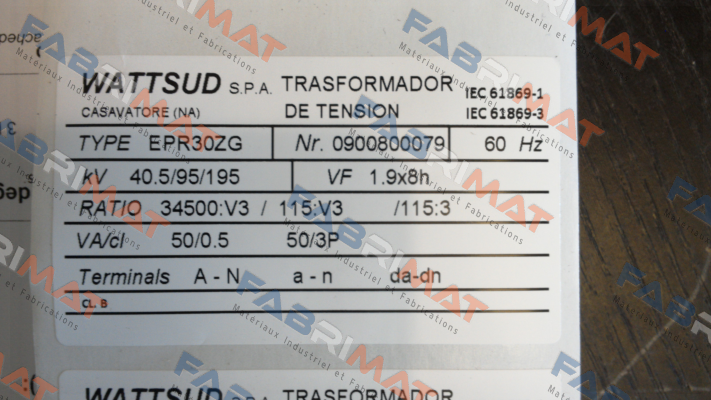 WATTSUD S.P.A. TRASFORMADOR IEC 61869-1
CASAVATORE (NA) DE TENSION IEC 61869-3
TYPE EPR30ZG Nr. 0900800079 60 Hz
kV 40.5/95/195 VF 1.9x8h
RATIO 34500:V3 / 115:V3 /115:3
VA/cl 50/0.5 50/3P
Terminals A - N a - n da-dn
CL. B
WATTSUD S.P.A. TRASFORMADOR
FABRIMAT
Materiaux Industriel et Fabrications